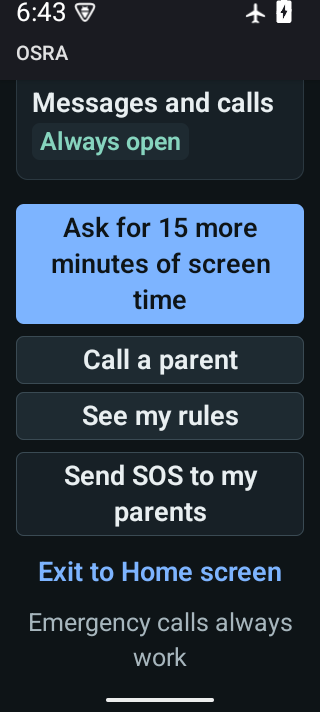 6:43
OSRA
Messages and calls
Always open
Ask for 15 more
minutes of screen
time
Call a parent
See my rules
Send SOS to my
parents
Exit to Home screen
Emergency calls always
work